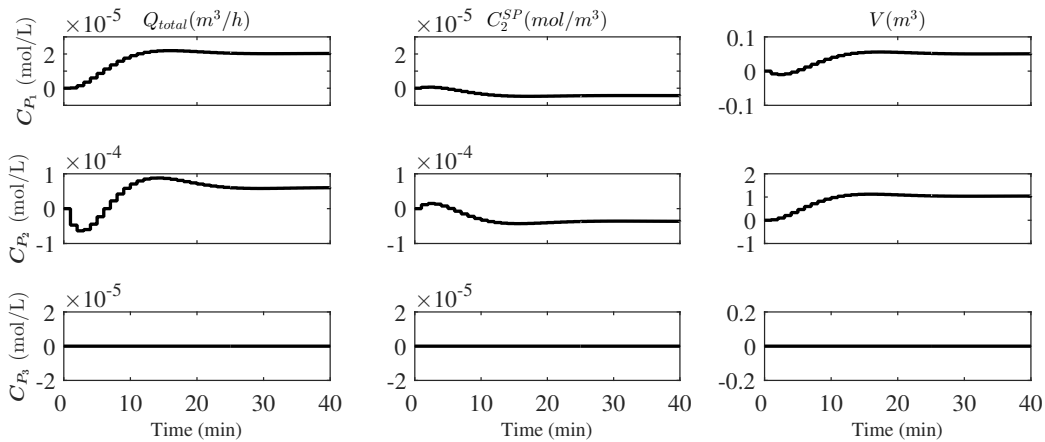 ×10⁻⁵ Q_total(m³/h) ×10⁻⁵ C₂^SP(mol/m³) V(m³)
C_P₁ (mol/L) 2 0 2 0 0.1 0 -0.1
×10⁻⁴ ×10⁻⁴
C_P₂ (mol/L) 1 0 -1 1 0 -1 2 1 0 -1
×10⁻⁵ ×10⁻⁵
C_P₃ (mol/L) 2 0 -2 2 0 -2 0.2 0 -0.2
0 10 20 30 40 0 10 20 30 40 0 10 20 30 40
Time (min) Time (min) Time (min)